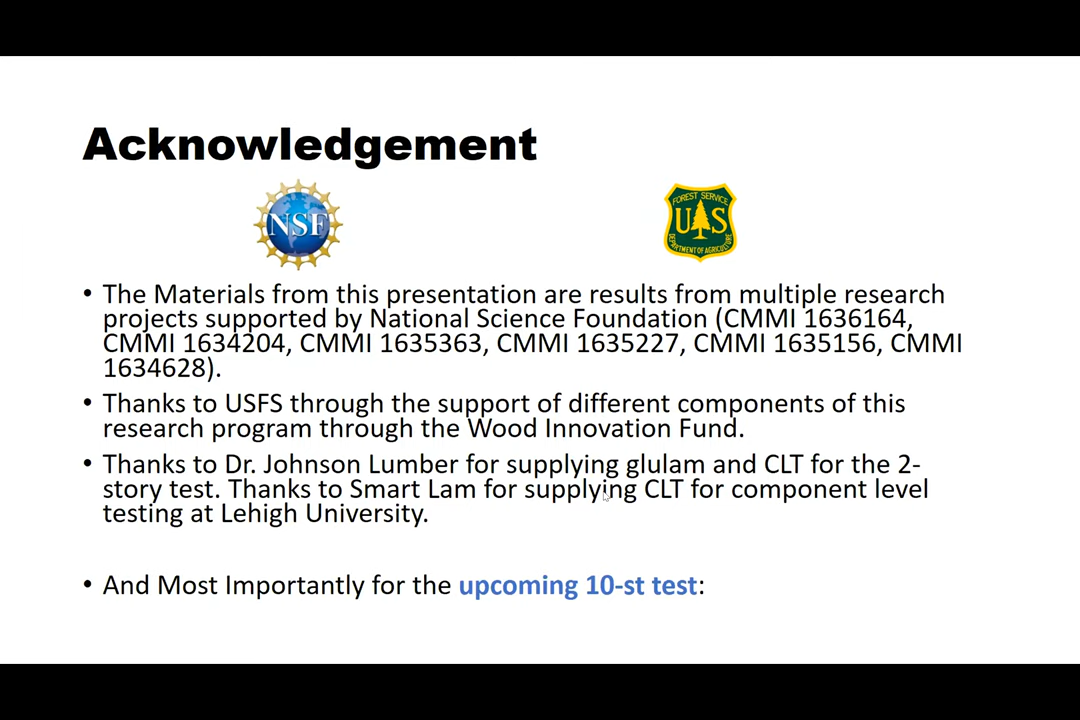 Acknowledgement
NSF
FOREST SERVICE
U S
DEPARTMENT OF AGRICULTURE
• The Materials from this presentation are results from multiple research
projects supported by National Science Foundation (CMMI 1636164,
CMMI 1634204, CMMI 1635363, CMMI 1635227, CMMI 1635156, CMMI
1634628).
• Thanks to USFS through the support of different components of this
research program through the Wood Innovation Fund.
• Thanks to Dr. Johnson Lumber for supplying glulam and CLT for the 2-
story test. Thanks to Smart Lam for supplying CLT for component level
testing at Lehigh University.
• And Most Importantly for the upcoming 10-st test: